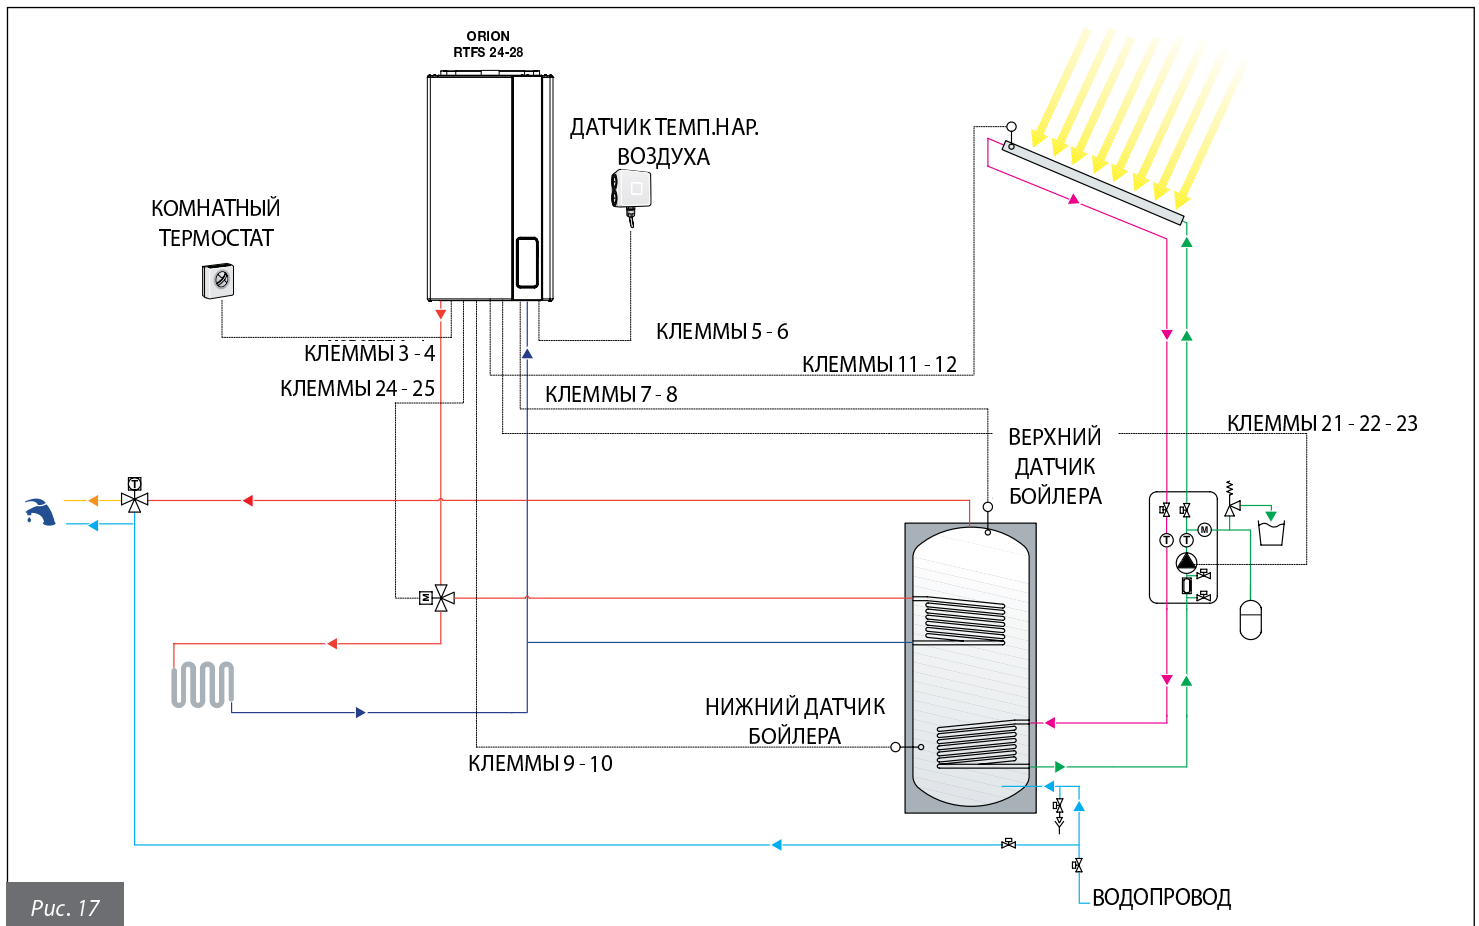 ORION
RTFS 24-28
ДАТЧИК ТЕМП.НАР.
ВОЗДУХА
КОМНАТНЫЙ
ТЕРМОСТАТ
КЛЕММЫ 5 - 6
КЛЕММЫ 3 - 4
КЛЕММЫ 11 - 12
КЛЕММЫ 24 - 25
КЛЕММЫ 7 - 8
КЛЕММЫ 21 - 22 - 23
ВЕРХНИЙ
ДАТЧИК
БОЙЛЕРА
T
M
T
T
M
НИЖНИЙ ДАТЧИК
БОЙЛЕРА
КЛЕММЫ 9 - 10
ВОДОПРОВОД
Рис. 17